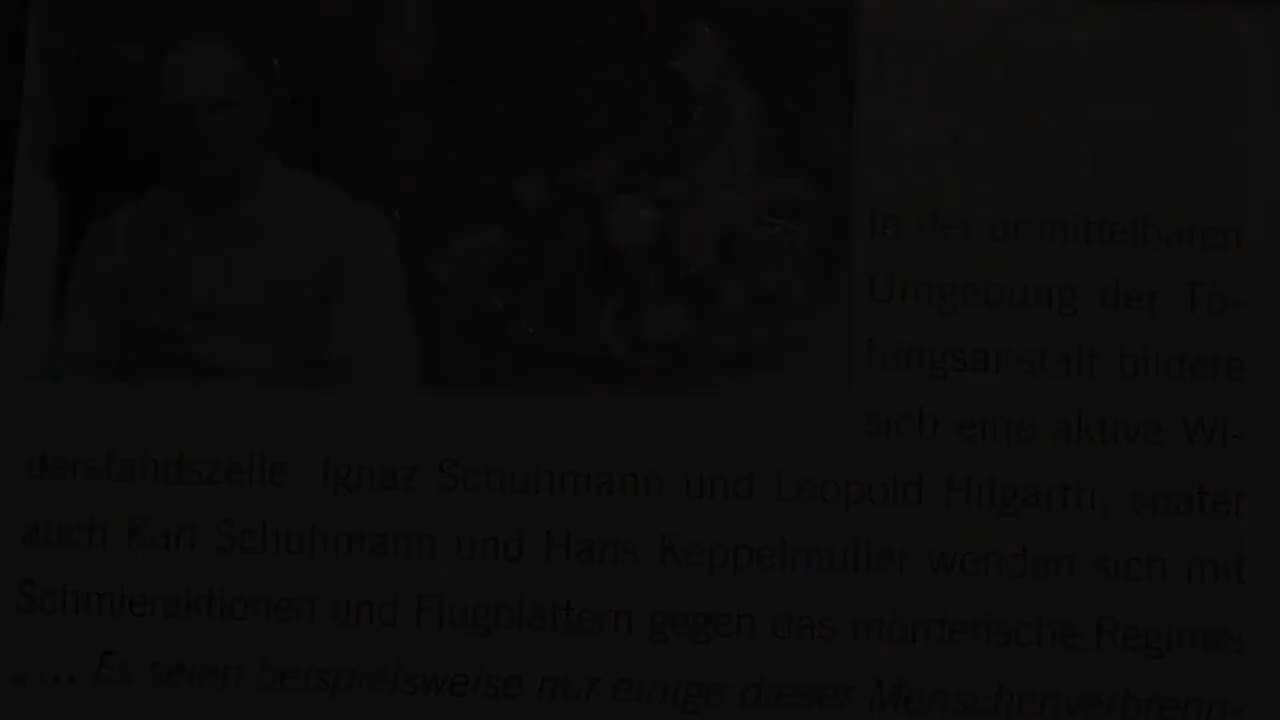 In der unmittelbaren
Umgebung der Tö-
tungsanstalt bildete
sich eine aktive Wi-
derstandszelle. Ignaz Schuhmann und Leopold Hilgarth, später
auch Karl Schuhmann und Hans Keppelmüller wenden sich mit
Schmieraktionen und Flugblättern gegen das mörderische Regime:
„... Es seien beispielsweise nur einige dieser Menschenverbrenn-